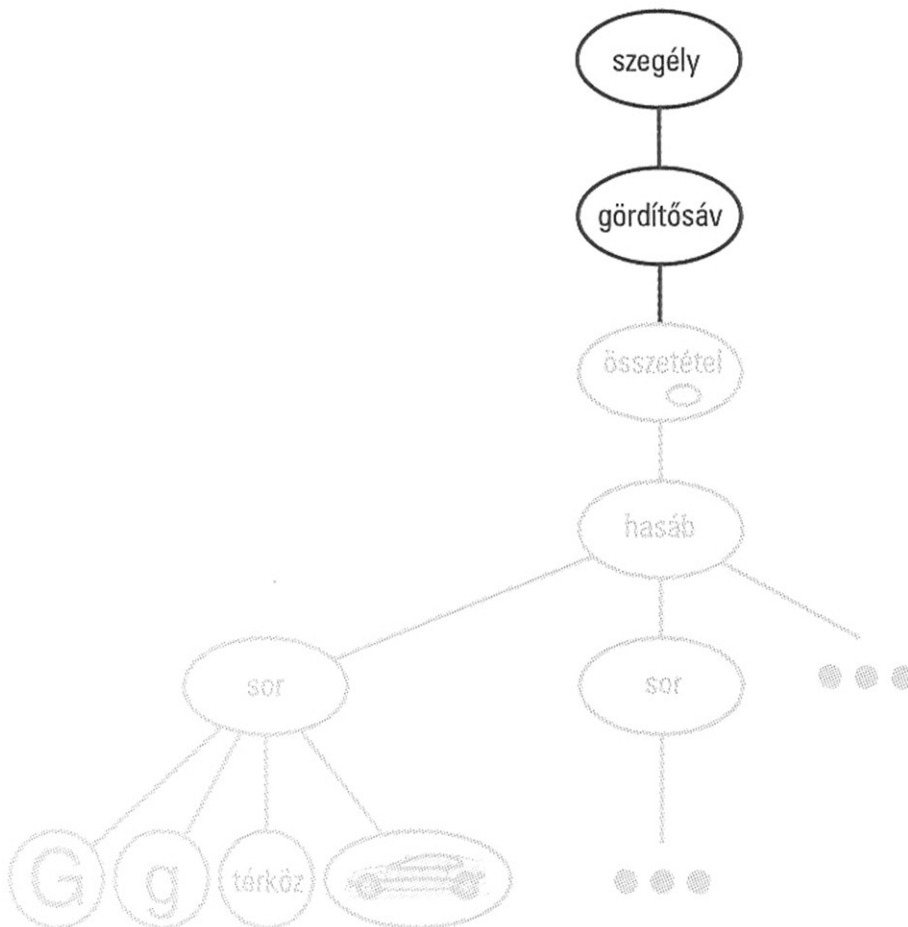 szegély
gördítősáv
összetétel
hasáb
sor
sor
G
g
térköz